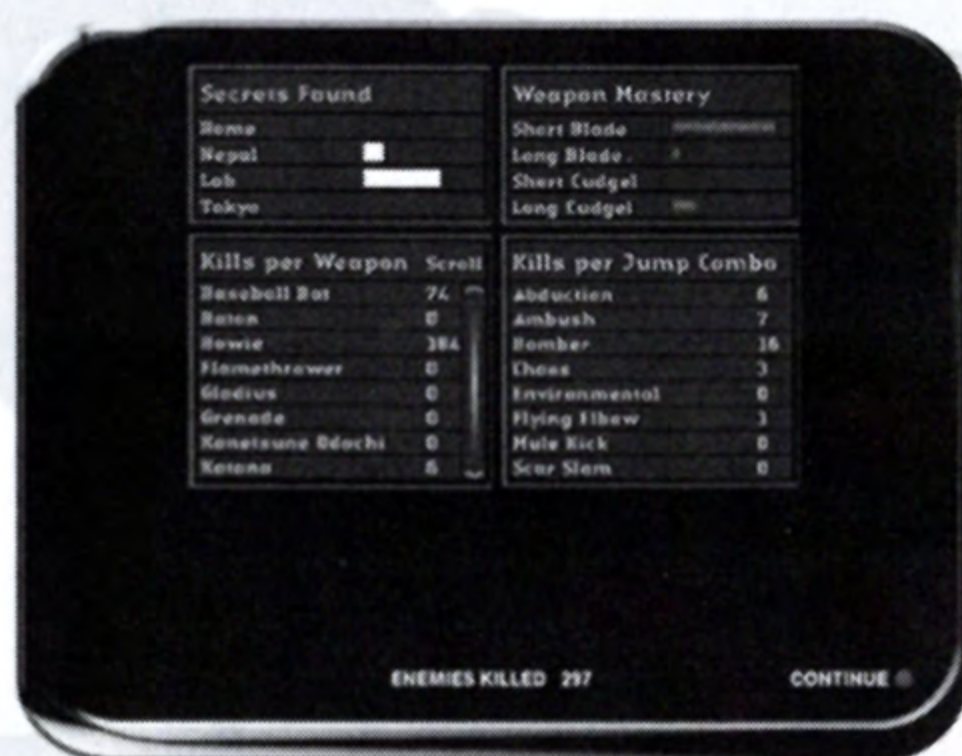 Secrets Found
Rome
Nepal
Lab
Tokyo
Weapon Mastery
Short Blade
Long Blade
Short Cudgel
Long Cudgel
Kills per Weapon Scroll
Baseball Bat 74
Baton 0
Bowie 184
Flamethrower 0
Gladius 0
Grenade 0
Kanetsune Odachi 0
Katana 6
Kills per Jump Combo
Abduction 6
Ambush 7
Bomber 16
Chaos 3
Environmental 0
Flying Elbow
Mule Kick 0
Scar Slam 0
ENEMIES KILLED 297
CONTINUE